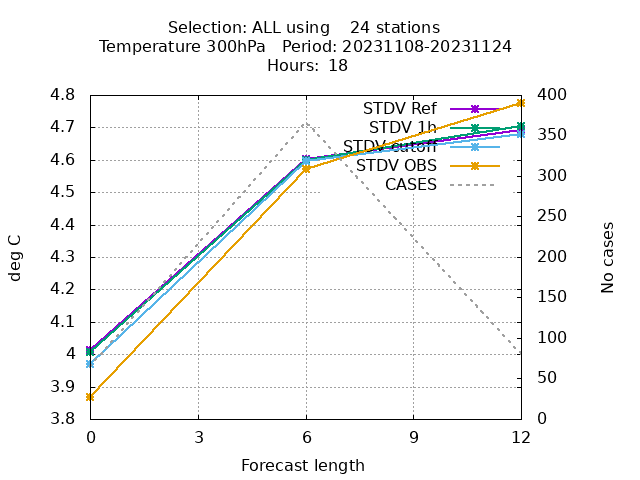 Selection: ALL using    24 stations
Temperature 300hPa   Period: 20231108-20231124
Hours:  18
4.8
4.7
4.6
4.5
4.4
4.3
4.2
4.1
4
3.9
3.8
deg C
400
350
300
250
200
150
100
50
0
No cases
STDV Ref
STDV 1h
STDV cutoff
STDV OBS
CASES
0 3 6 9 12
Forecast length